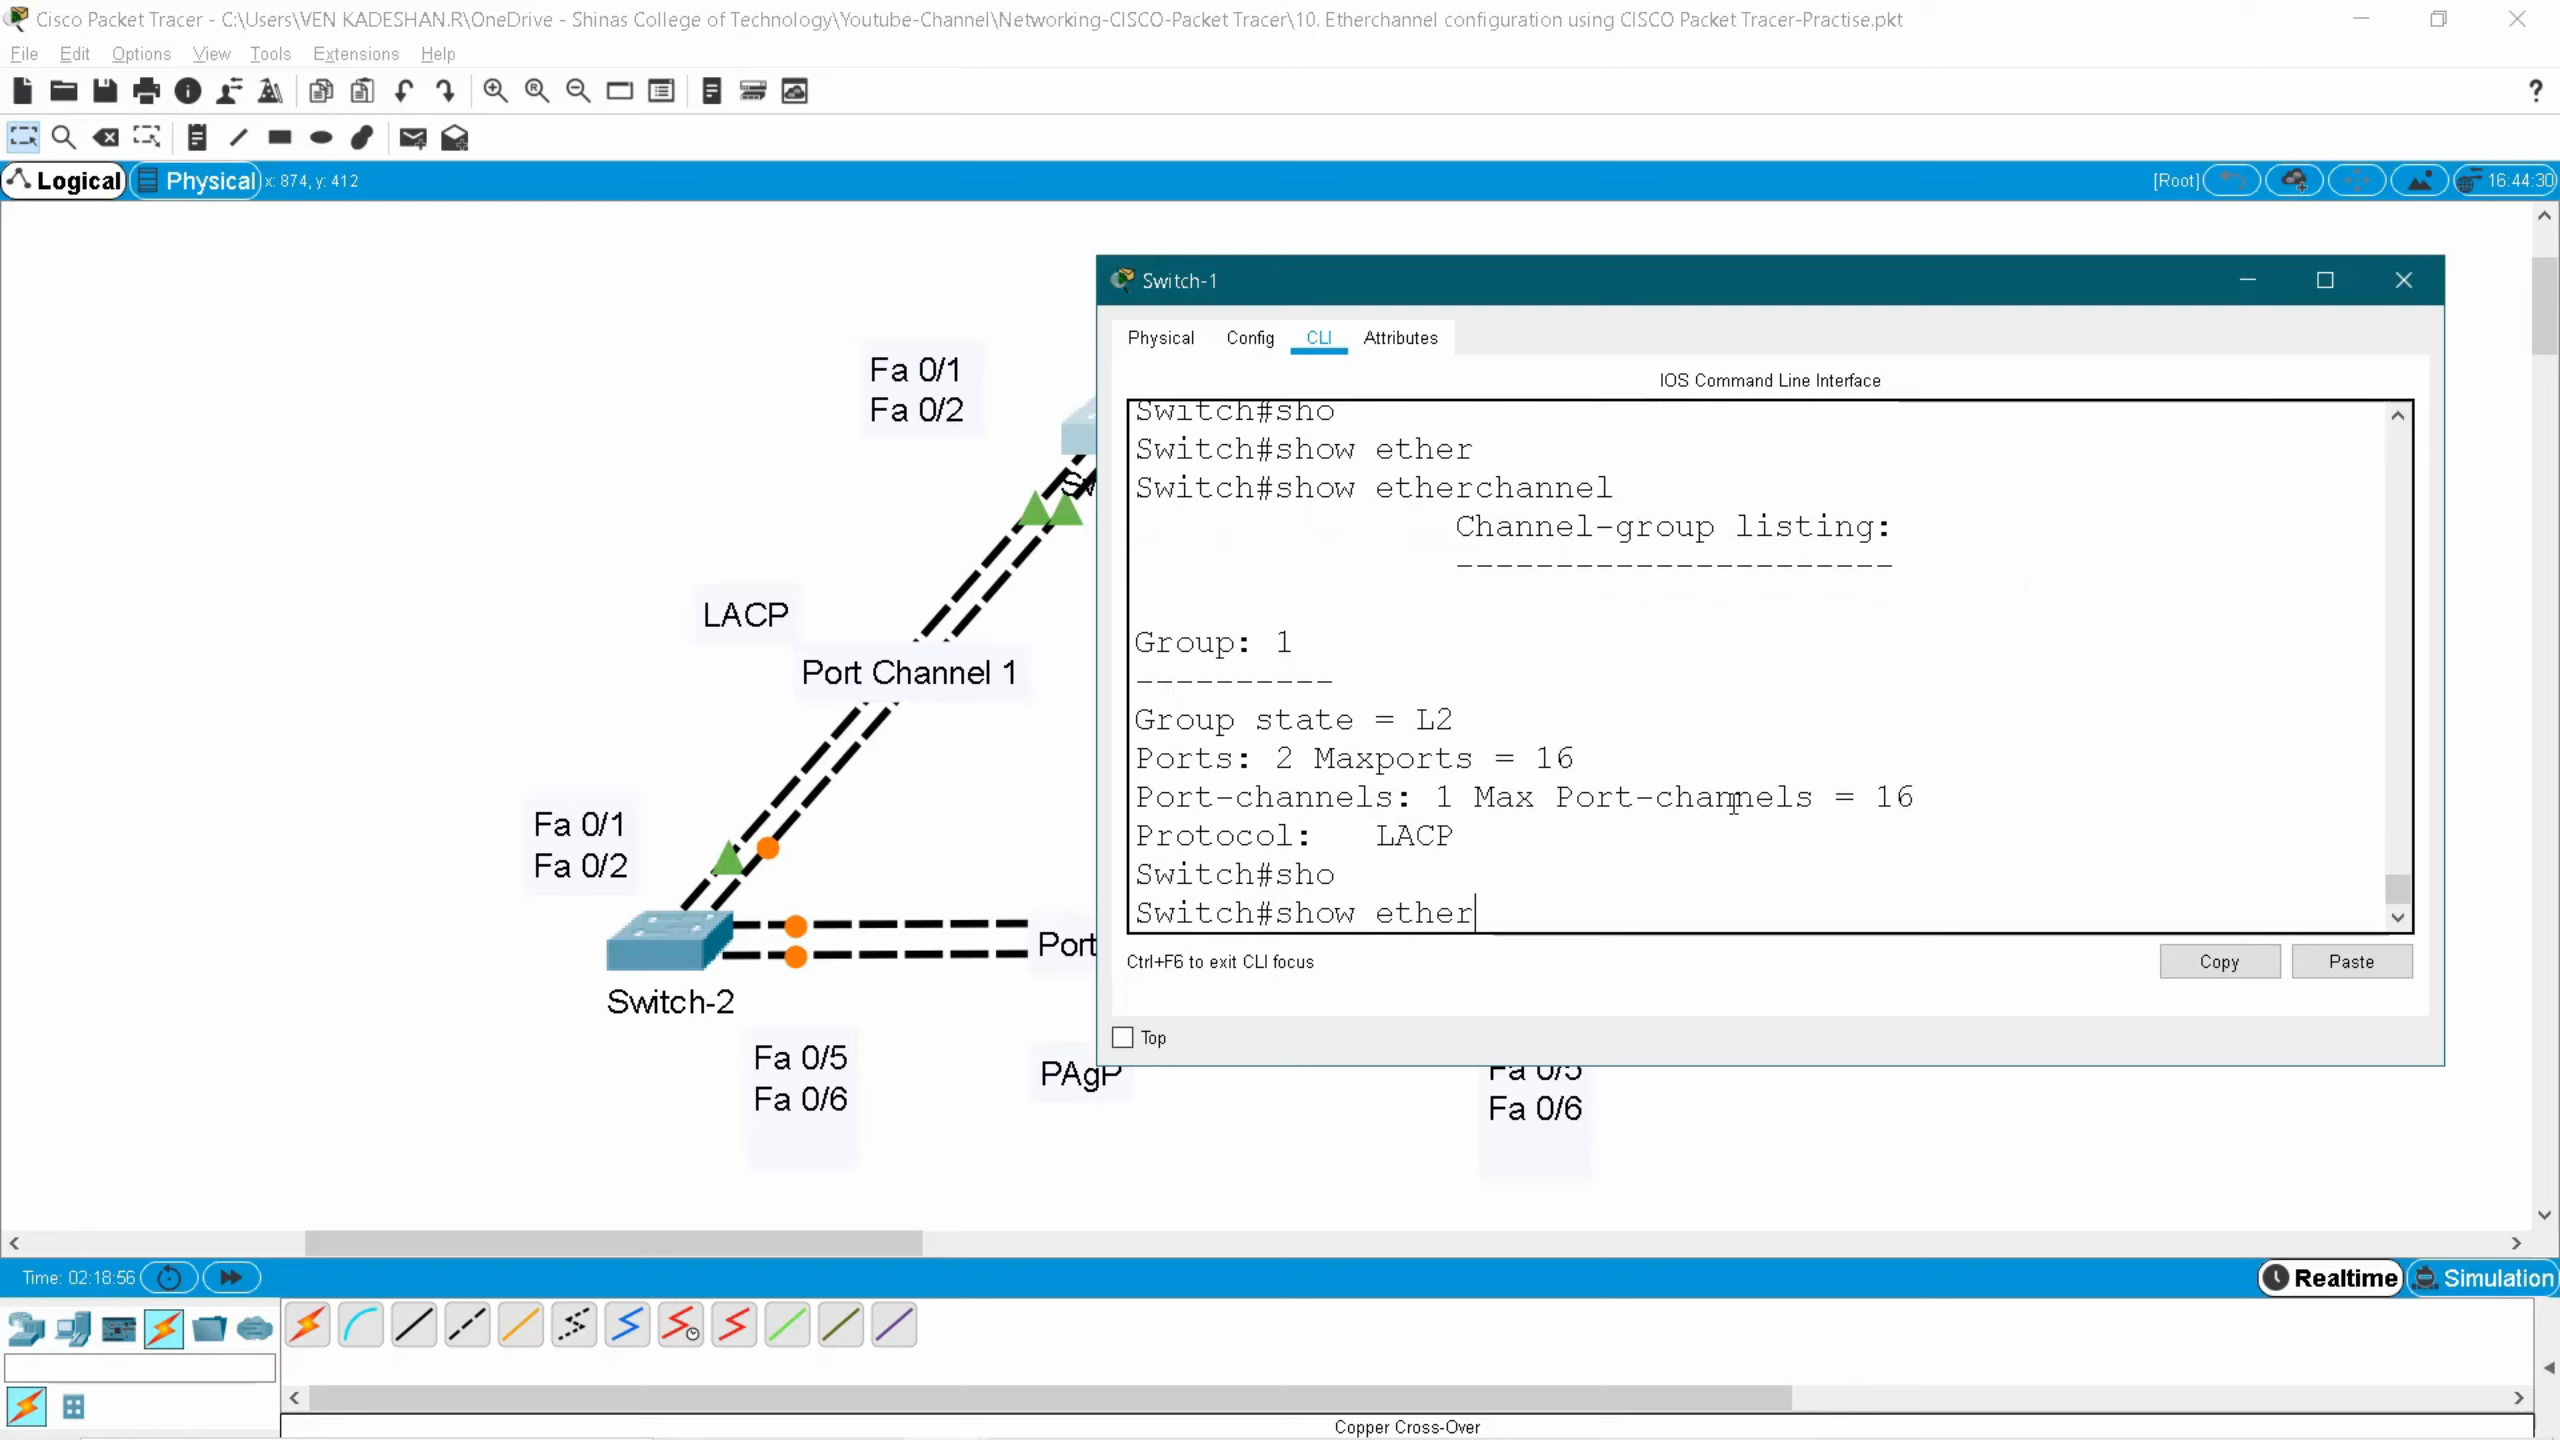 Cisco Packet Tracer - C:\Users\VEN KADESHAN.R\OneDrive - Shinas College of Technology\Youtube-Channel\Networking-CISCO-Packet Tracer\10. Etherchannel configuration using CISCO Packet Tracer-Practise.pkt
File Edit Options View Tools Extensions Help
Logical Physical x: 874, y: 412 [Root] 16:44:30
Switch-1
Physical Config CLI Attributes
IOS Command Line Interface
Switch#sho
Switch#show ether
Switch#show etherchannel
Channel-group listing:
----------------------
Group: 1
----------
Group state = L2
Ports: 2 Maxports = 16
Port-channels: 1 Max Port-channels = 16
Protocol: LACP
Switch#sho
Switch#show ether
Ctrl+F6 to exit CLI focus
Copy Paste
Top
Fa 0/1
Fa 0/2
LACP
Port Channel 1
Fa 0/1
Fa 0/2
Port
Switch-2
Fa 0/5
Fa 0/6
PAgP
Fa 0/5
Fa 0/6
Time: 02:18:56 Realtime Simulation
Copper Cross-Over